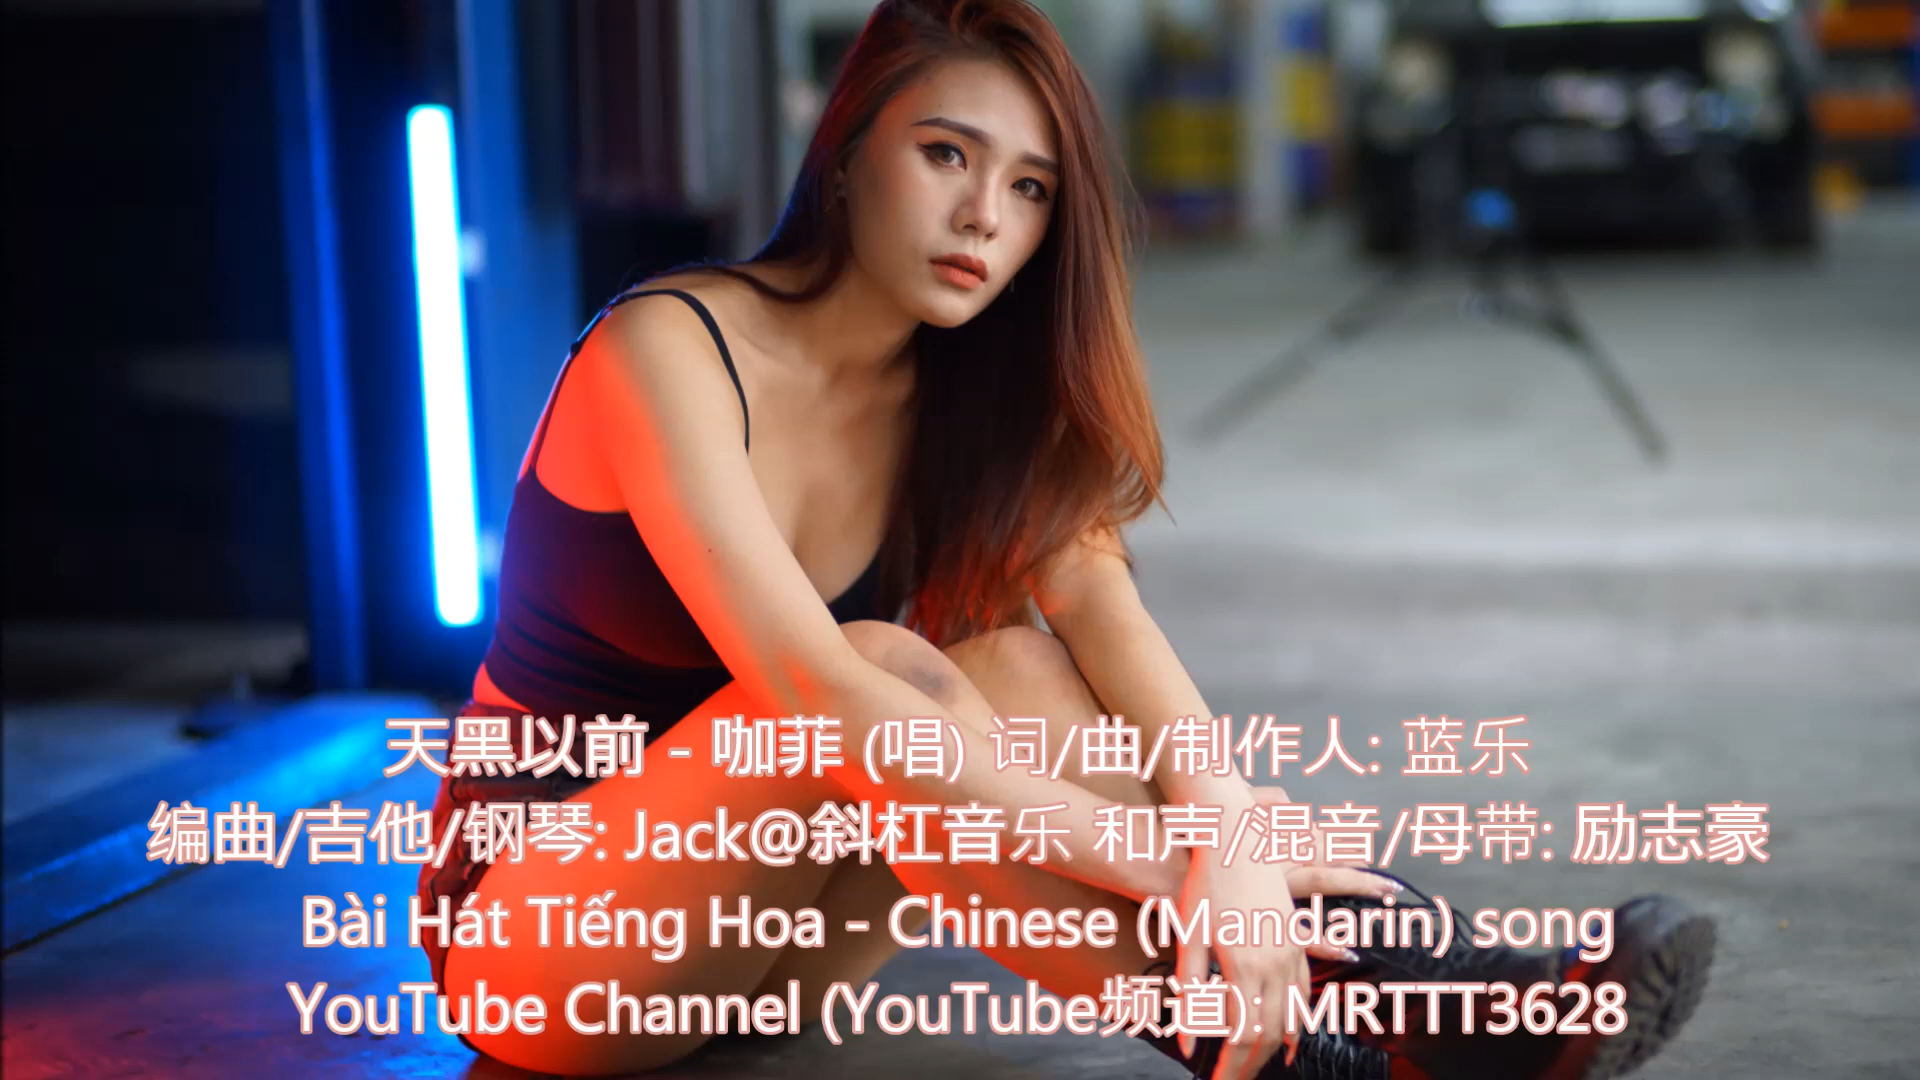 天黑以前 - 咖菲 (唱) 词/曲/制作人: 蓝乐
编曲/吉他/钢琴: Jack@斜杠音乐 和声/混音/母带: 励志豪
Bài Hát Tiếng Hoa - Chinese (Mandarin) song
YouTube Channel (YouTube频道): MRTTT3628